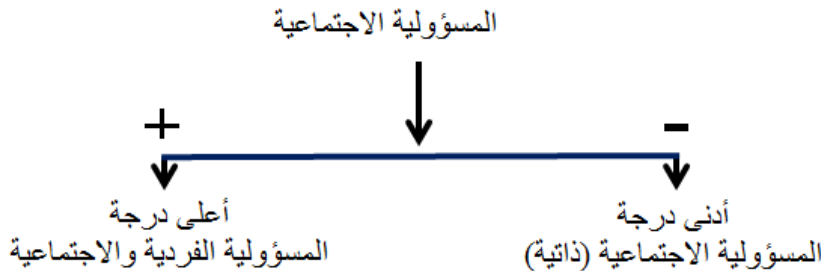 المسؤولية الاجتماعية
-
+
أدنى درجة
المسؤولية الاجتماعية (ذاتية)
أعلى درجة
المسؤولية الفردية والاجتماعية